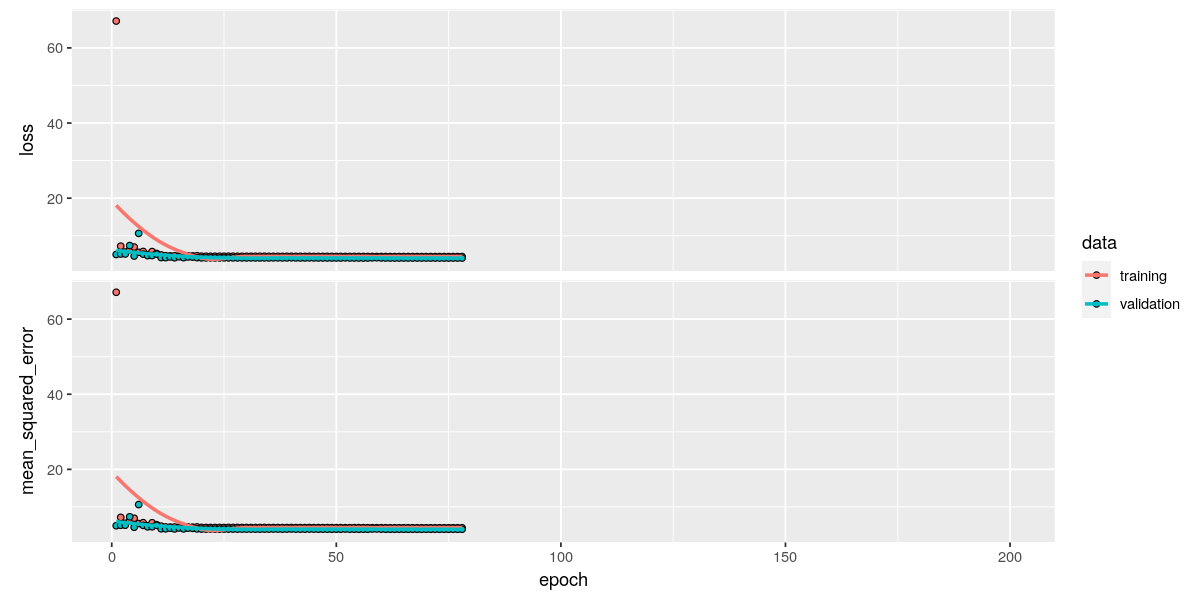 60
40
20
loss
60
40
20
mean_squared_error
0 50 100 150 200
epoch
data
training
validation